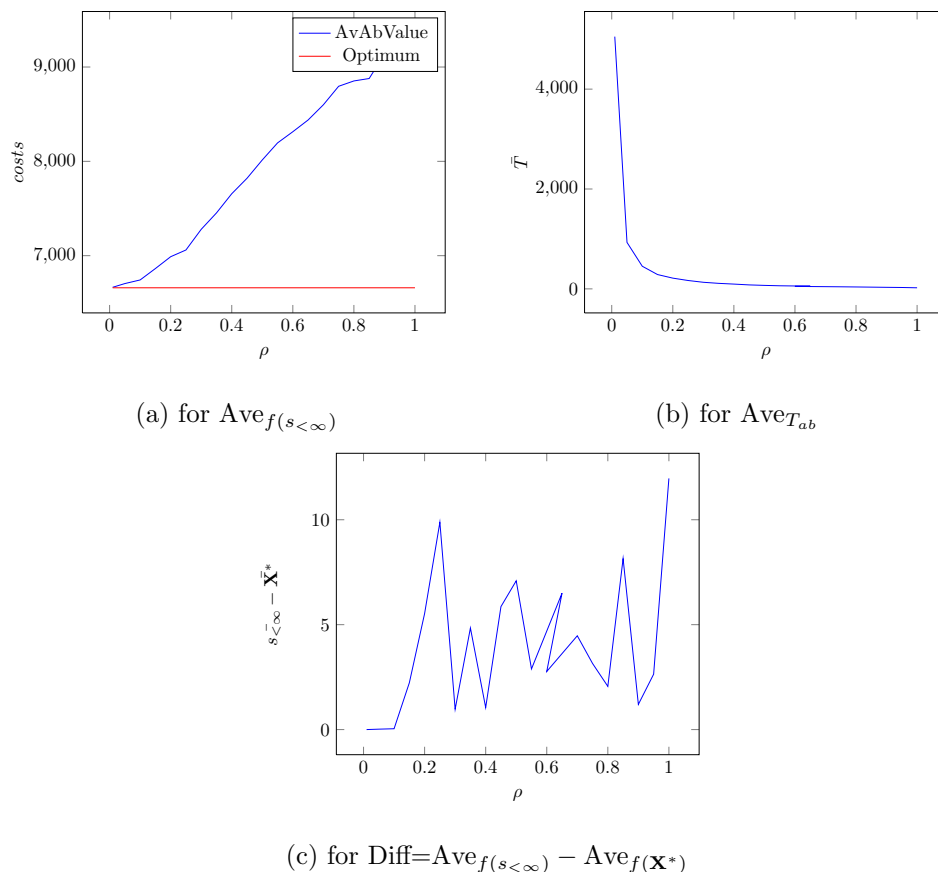 AvAbValue
Optimum
9,000
8,000
7,000
costs
0 0.2 0.4 0.6 0.8 1
ρ
(a) for Ave_{f(s_{<∞})}
4,000
2,000
0
T̄
0 0.2 0.4 0.6 0.8 1
ρ
(b) for Ave_{T_{ab}}
10
5
0
s̄_{<∞} − X̄*
0 0.2 0.4 0.6 0.8 1
ρ
(c) for Diff=Ave_{f(s_{<∞})} − Ave_{f(X*)}